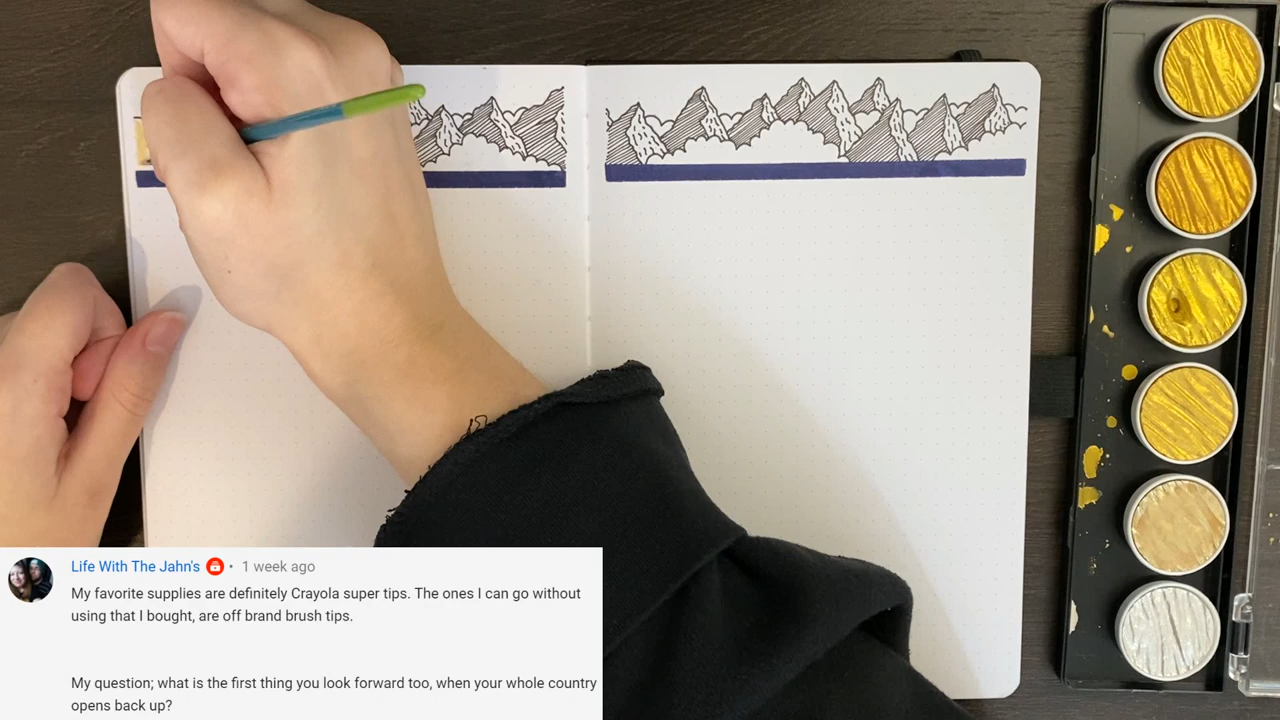 Life With The Jahn's • 1 week ago
My favorite supplies are definitely Crayola super tips. The ones I can go without
using that I bought, are off brand brush tips.
My question; what is the first thing you look forward too, when your whole country
opens back up?